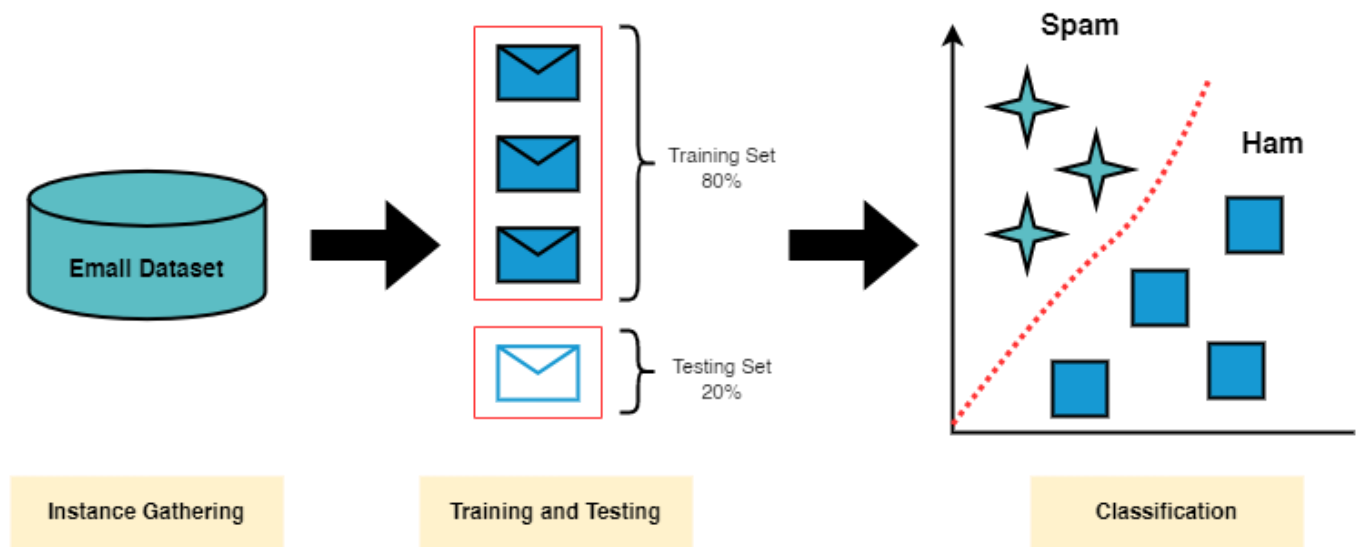 Emall Dataset
Training Set
80%
Testing Set
20%
Spam
Ham
Instance Gathering
Training and Testing
Classification